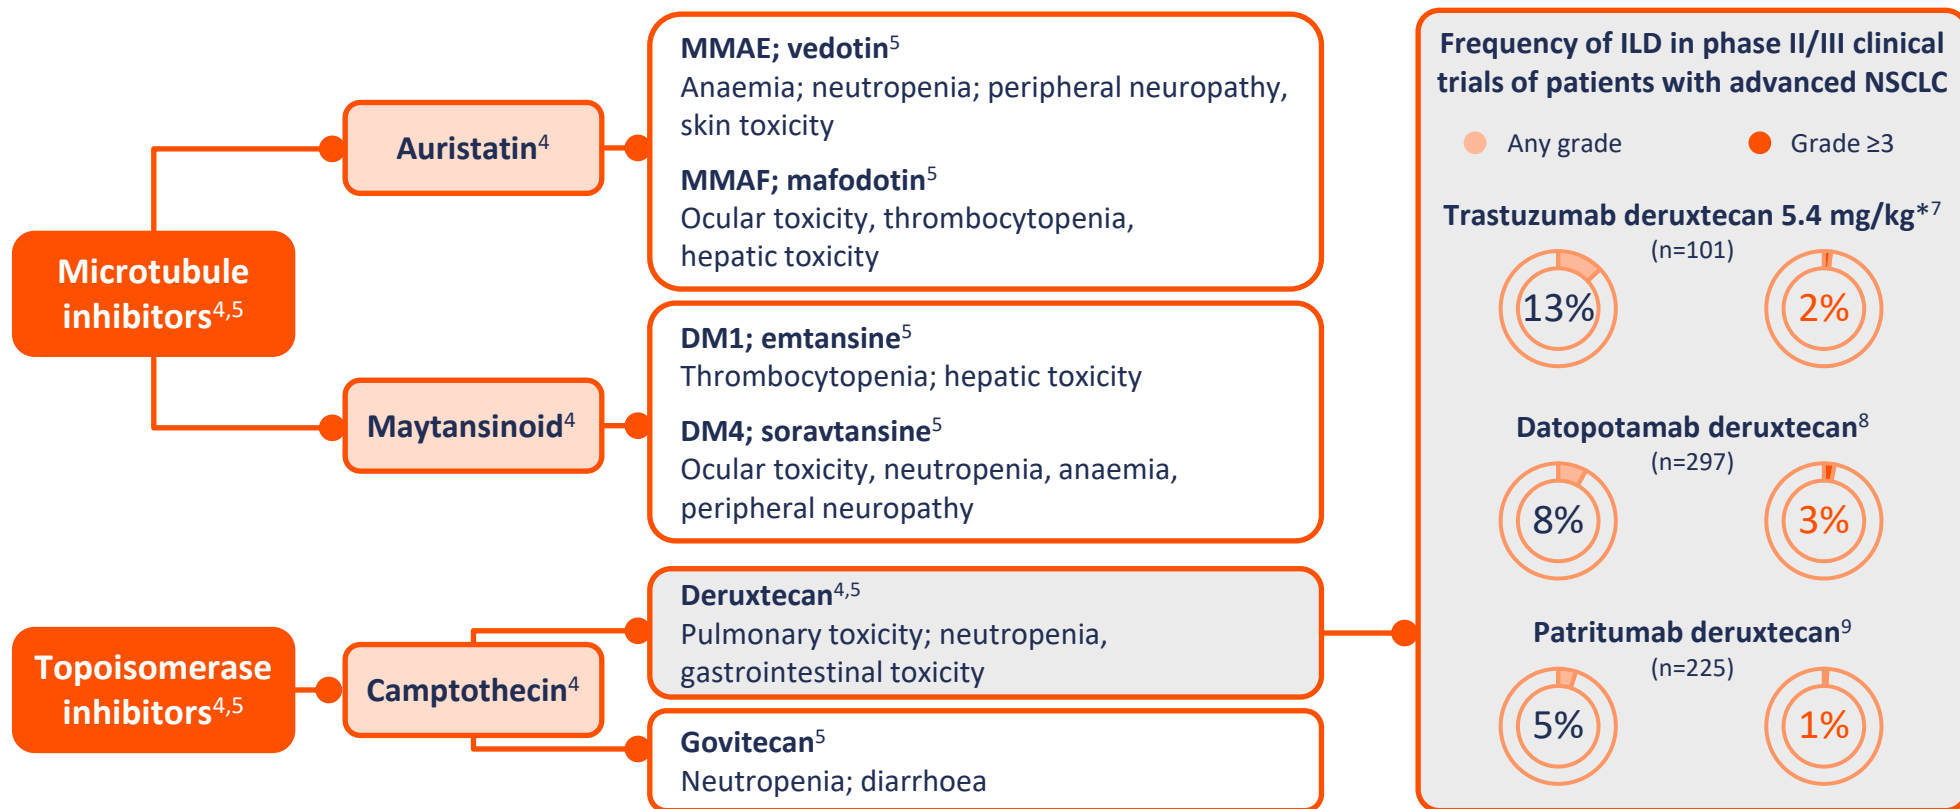 Microtubule
inhibitors4,5
Auristatin4
MMAE; vedotin5
Anaemia; neutropenia; peripheral neuropathy,
skin toxicity
MMAF; mafodotin5
Ocular toxicity, thrombocytopenia,
hepatic toxicity
Maytansinoid4
DM1; emtansine5
Thrombocytopenia; hepatic toxicity
DM4; soravtansine5
Ocular toxicity, neutropenia, anaemia,
peripheral neuropathy
Topoisomerase
inhibitors4,5
Camptothecin4
Deruxtecan4,5
Pulmonary toxicity; neutropenia,
gastrointestinal toxicity
Govitecan5
Neutropenia; diarrhoea
Frequency of ILD in phase II/III clinical
trials of patients with advanced NSCLC
Any grade Grade ≥3
Trastuzumab deruxtecan 5.4 mg/kg*7
(n=101)
13% 2%
Datopotamab deruxtecan8
(n=297)
8% 3%
Patritumab deruxtecan9
(n=225)
5% 1%